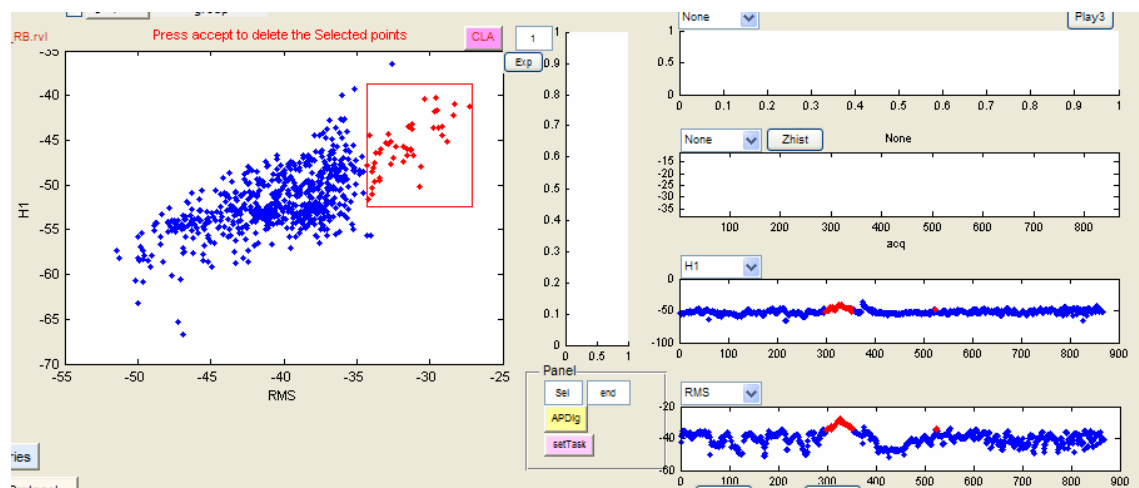 group
_RB.rvl
Press accept to delete the Selected points
CLA
1
Exp
-35
-40
-45
-50
-55
-60
-65
-70
H1
-55 -50 -45 -40 -35 -30 -25
RMS
1
0.9
0.8
0.7
0.6
0.5
0.4
0.3
0.2
0.1
0
0 0.5 1
Panel
Sel end
APDlg
setTask
None
Play3
1
0.5
0
0 0.1 0.2 0.3 0.4 0.5 0.6 0.7 0.8 0.9 1
None Zhist None
-15
-20
-25
-30
-35
100 200 300 400 500 600 700 800
acq
H1
0
-50
-100
0 100 200 300 400 500 600 700 800 900
RMS
-20
-40
-60
0 100 200 300 400 500 600 700 800 900
ries